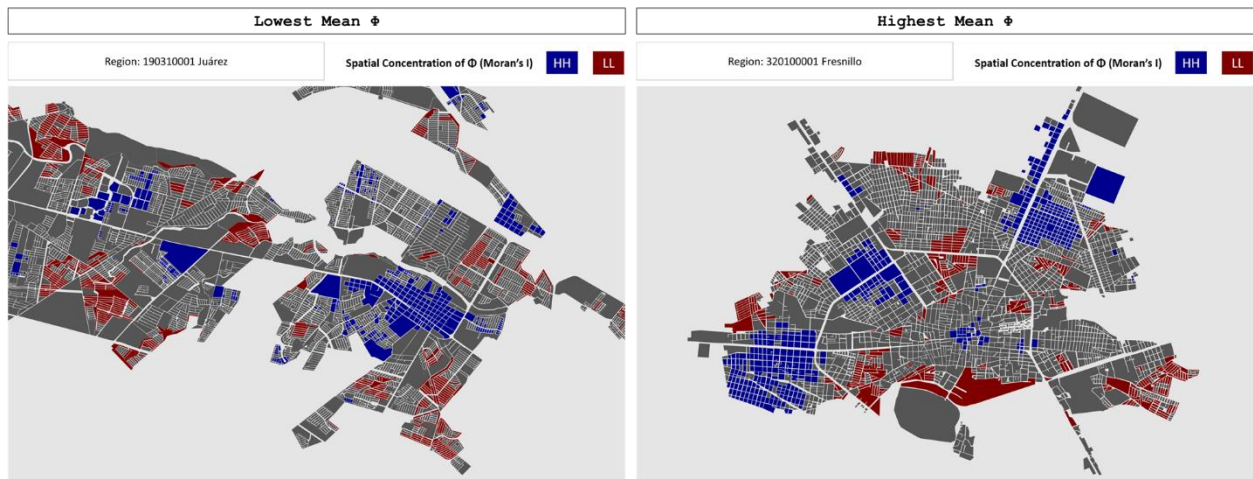 Lowest Mean Φ
Region: 190310001 Juárez
Spatial Concentration of Φ (Moran's I)
HH
LL
Highest Mean Φ
Region: 320100001 Fresnillo
Spatial Concentration of Φ (Moran's I)
HH
LL